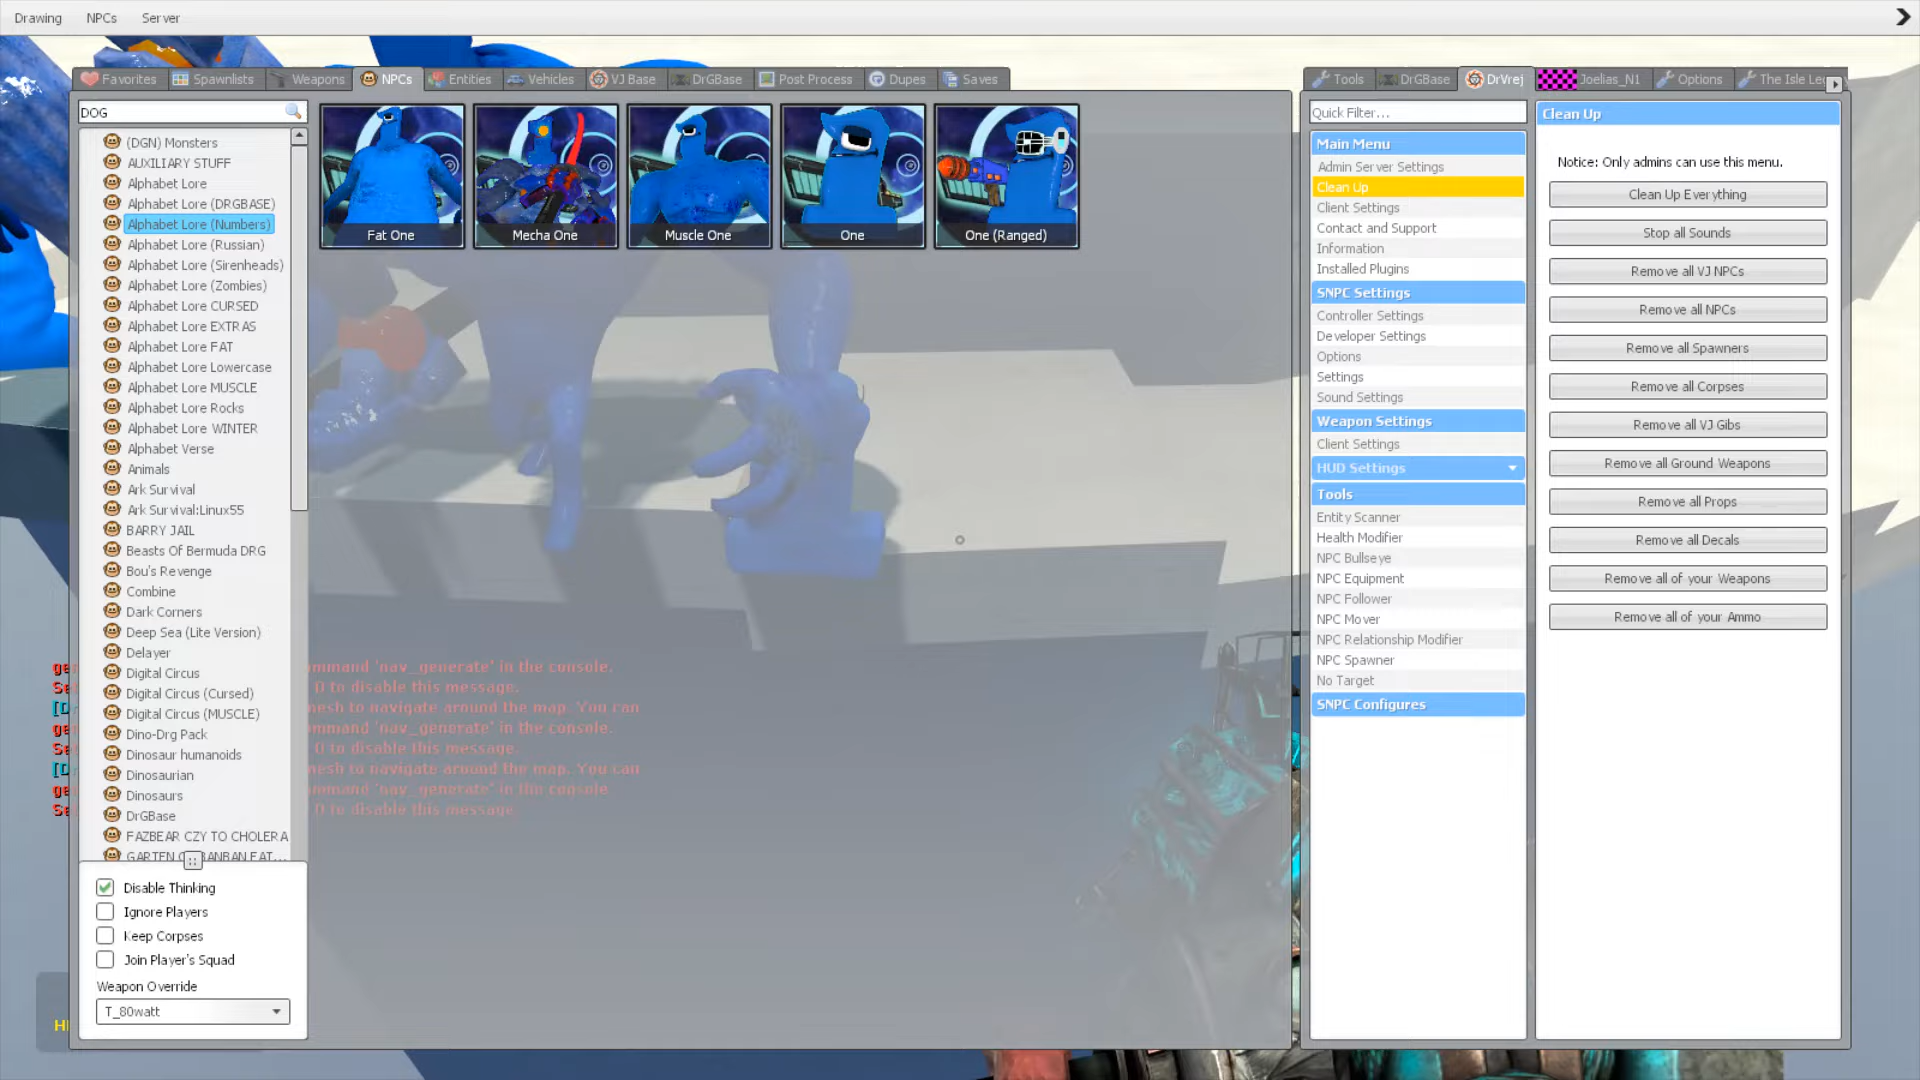 Drawing NPCs Server
Favorites Spawnlists Weapons NPCs Entities Vehicles VJ Base DrGBase Post Process Dupes Saves
DOG
(DGN) Monsters
AUXILIARY STUFF
Alphabet Lore
Alphabet Lore (DRGBASE)
Alphabet Lore (Numbers)
Alphabet Lore (Russian)
Alphabet Lore (Sirenheads)
Alphabet Lore (Zombies)
Alphabet Lore CURSED
Alphabet Lore EXTRAS
Alphabet Lore FAT
Alphabet Lore Lowercase
Alphabet Lore MUSCLE
Alphabet Lore Rocks
Alphabet Lore WINTER
Alphabet Verse
Animals
Ark Survival
Ark Survival:Linux55
BARRY JAIL
Beasts Of Bermuda DRG
Bou's Revenge
Combine
Dark Corners
Deep Sea (Lite Version)
Delayer
Digital Circus
Digital Circus (Cursed)
Digital Circus (MUSCLE)
Dino-Drg Pack
Dinosaur humanoids
Dinosaurian
Dinosaurs
DrGBase
FAZBEAR CZY TO CHOLERA
Disable Thinking
Ignore Players
Keep Corpses
Join Player's Squad
Weapon Override
T_80watt
Fat One
Mecha One
Muscle One
One
One (Ranged)
ommand 'nav_generate' in the console.
0 to disable this message.
mesh to navigate around the map. You can
ommand 'nav_generate' in the console.
0 to disable this message.
mesh to navigate around the map. You can
ommand 'nav_generate' in the console
0 to disable this message.
Tools DrGBase DrVrej Joelias_N1 Options The Isle Le
Quick Filter...
Main Menu
Admin Server Settings
Clean Up
Client Settings
Contact and Support
Information
Installed Plugins
SNPC Settings
Controller Settings
Developer Settings
Options
Settings
Sound Settings
Weapon Settings
Client Settings
HUD Settings
Tools
Entity Scanner
Health Modifier
NPC Bullseye
NPC Equipment
NPC Follower
NPC Mover
NPC Relationship Modifier
NPC Spawner
No Target
SNPC Configures
Clean Up
Notice: Only admins can use this menu.
Clean Up Everything
Stop all Sounds
Remove all VJ NPCs
Remove all NPCs
Remove all Spawners
Remove all Corpses
Remove all VJ Gibs
Remove all Ground Weapons
Remove all Props
Remove all Decals
Remove all of your Weapons
Remove all of your Ammo